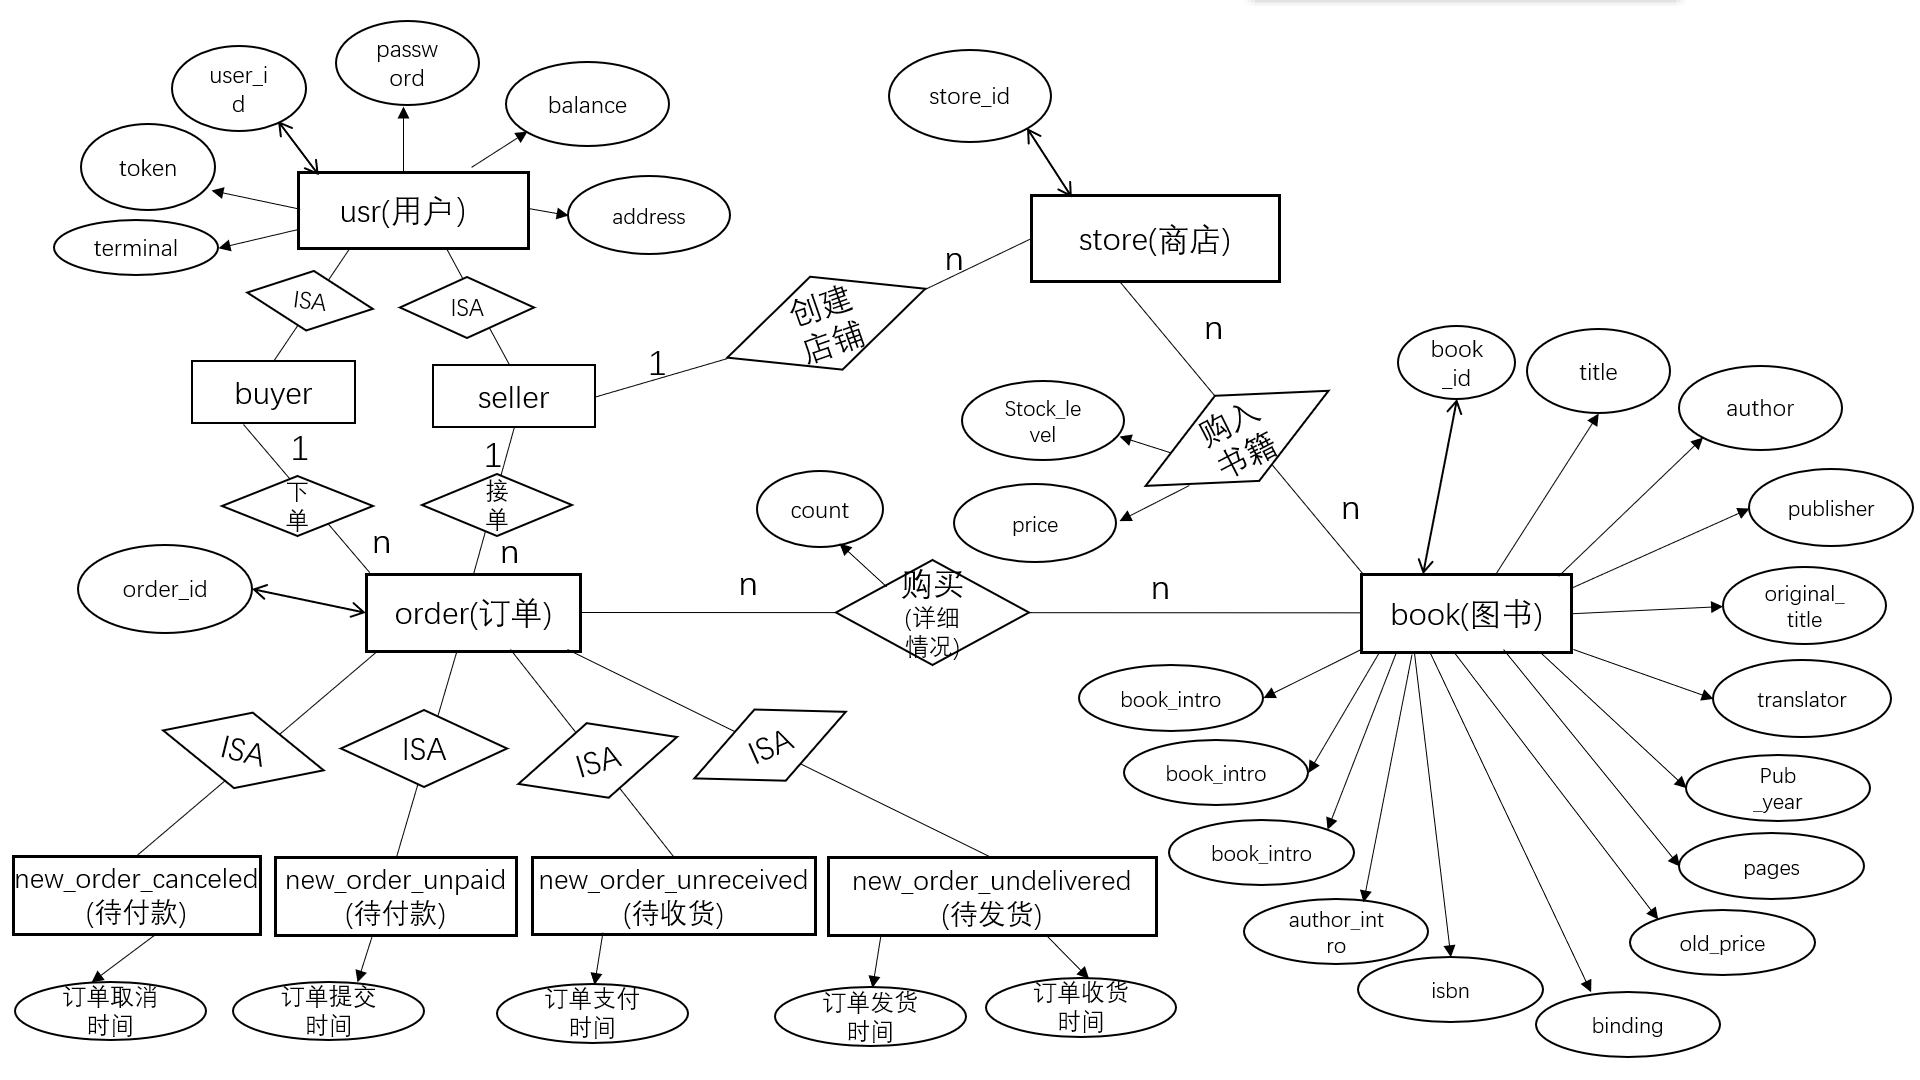 passw
ord
user_i
d
balance
store_id
token
address
usr(用户)
terminal
store(商店)
n
ISA
ISA
创建
店铺
n
book
_id
title
1
buyer
seller
author
Stock_le
vel
购入
书籍
1
1
下
单
接
单
count
price
n
publisher
n
n
order_id
order(订单)
n
购买
(详细
情况)
n
book(图书)
original_
title
book_intro
translator
ISA
ISA
ISA
ISA
book_intro
Pub
_year
book_intro
pages
new_order_canceled
(待付款)
new_order_unpaid
(待付款)
new_order_unreceived
(待收货)
new_order_undelivered
(待发货)
author_int
ro
old_price
订单取消
时间
订单提交
时间
订单支付
时间
订单发货
时间
订单收货
时间
isbn
binding